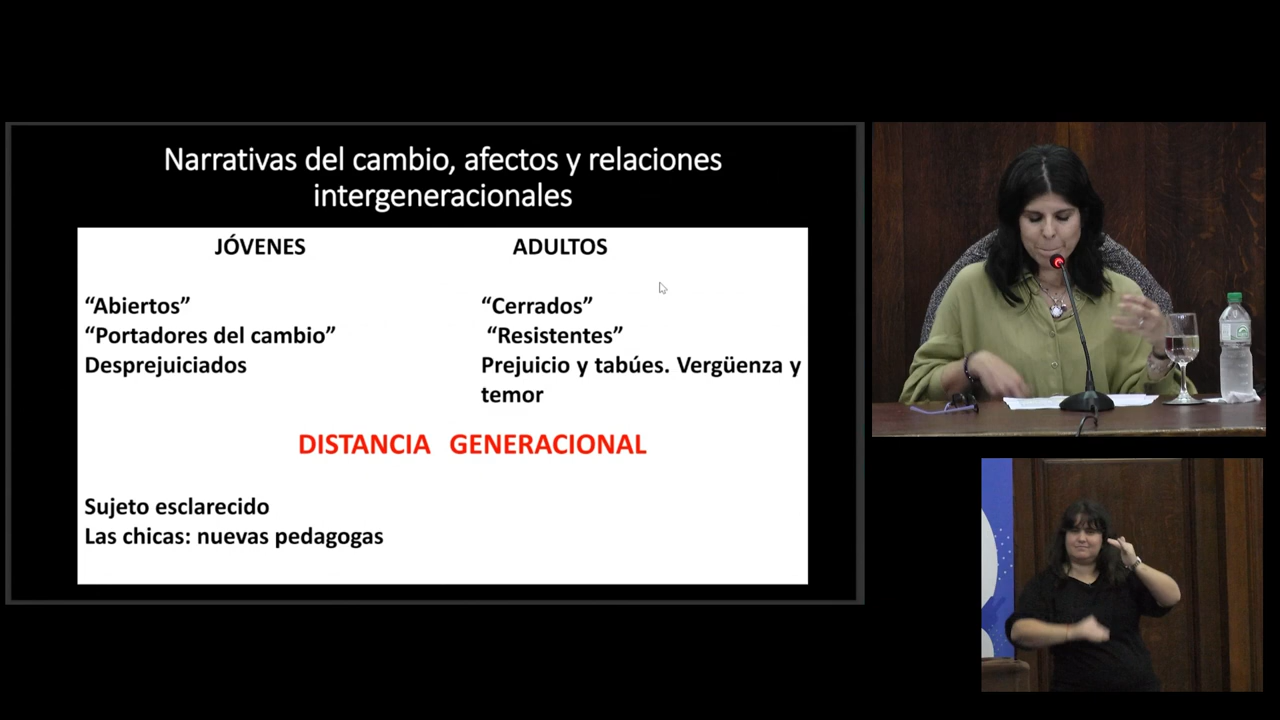 Narrativas del cambio, afectos y relaciones
intergeneracionales
JÓVENES ADULTOS
“Abiertos” “Cerrados”
“Portadores del cambio” “Resistentes”
Desprejuiciados Prejuicio y tabúes. Vergüenza y
temor
DISTANCIA GENERACIONAL
Sujeto esclarecido
Las chicas: nuevas pedagogas